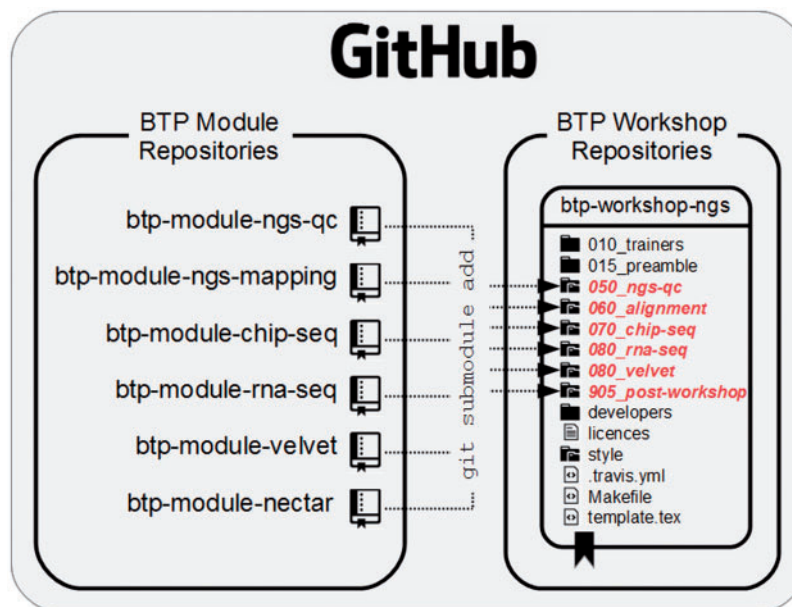 GitHub
BTP Module
Repositories
btp-module-ngs-qc
btp-module-ngs-mapping
btp-module-chip-seq
btp-module-rna-seq
btp-module-velvet
btp-module-nectar
git submodule add
BTP Workshop
Repositories
btp-workshop-ngs
010_trainers
015_preamble
050_ngs-qc
060_alignment
070_chip-seq
080_rna-seq
080_velvet
905_post-workshop
developers
licences
style
.travis.yml
Makefile
template.tex